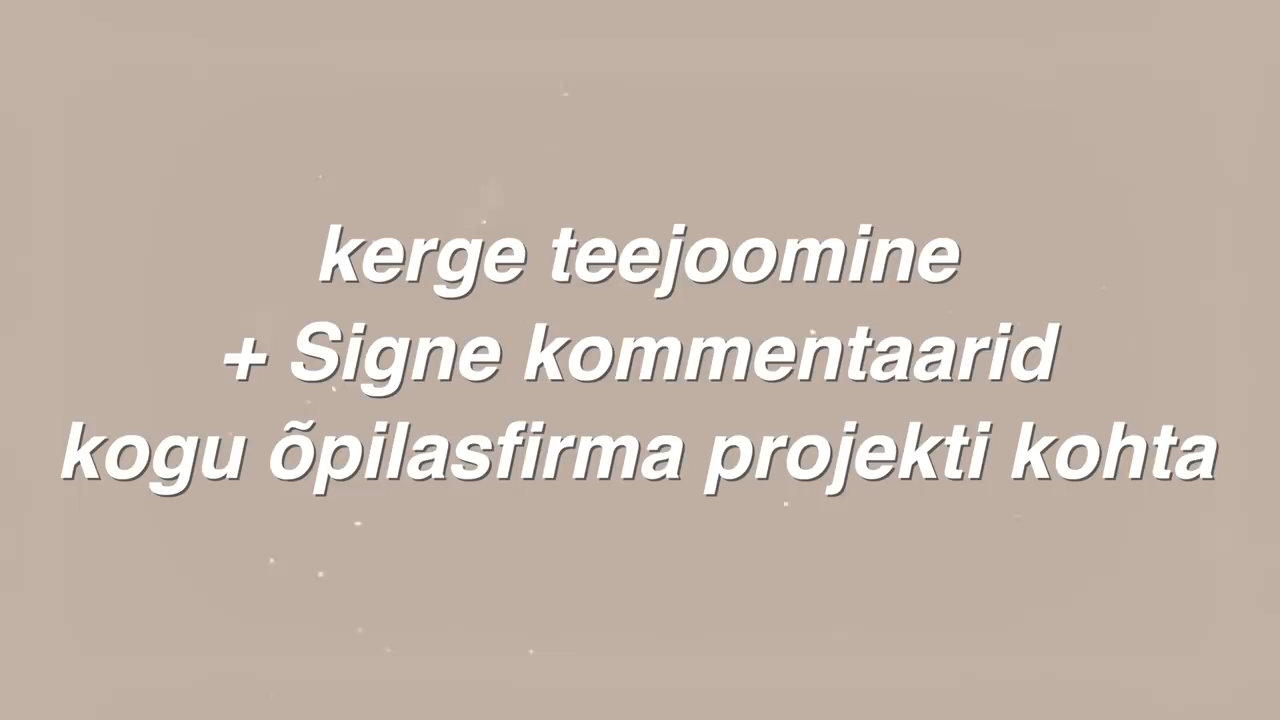 kerge teejoomine
+ Signe kommentaarid
kogu õpilasfirma projekti kohta